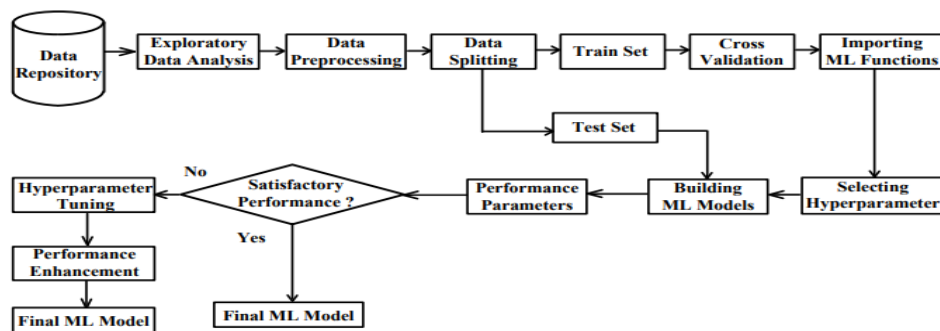 Data
Repository
Exploratory
Data Analysis
Data
Preprocessing
Data
Splitting
Train Set
Cross
Validation
Importing
ML Functions
Test Set
No
Hyperparameter
Tuning
Satisfactory
Performance ?
Performance
Parameters
Building
ML Models
Selecting
Hyperparameter
Yes
Performance
Enhancement
Final ML Model
Final ML Model